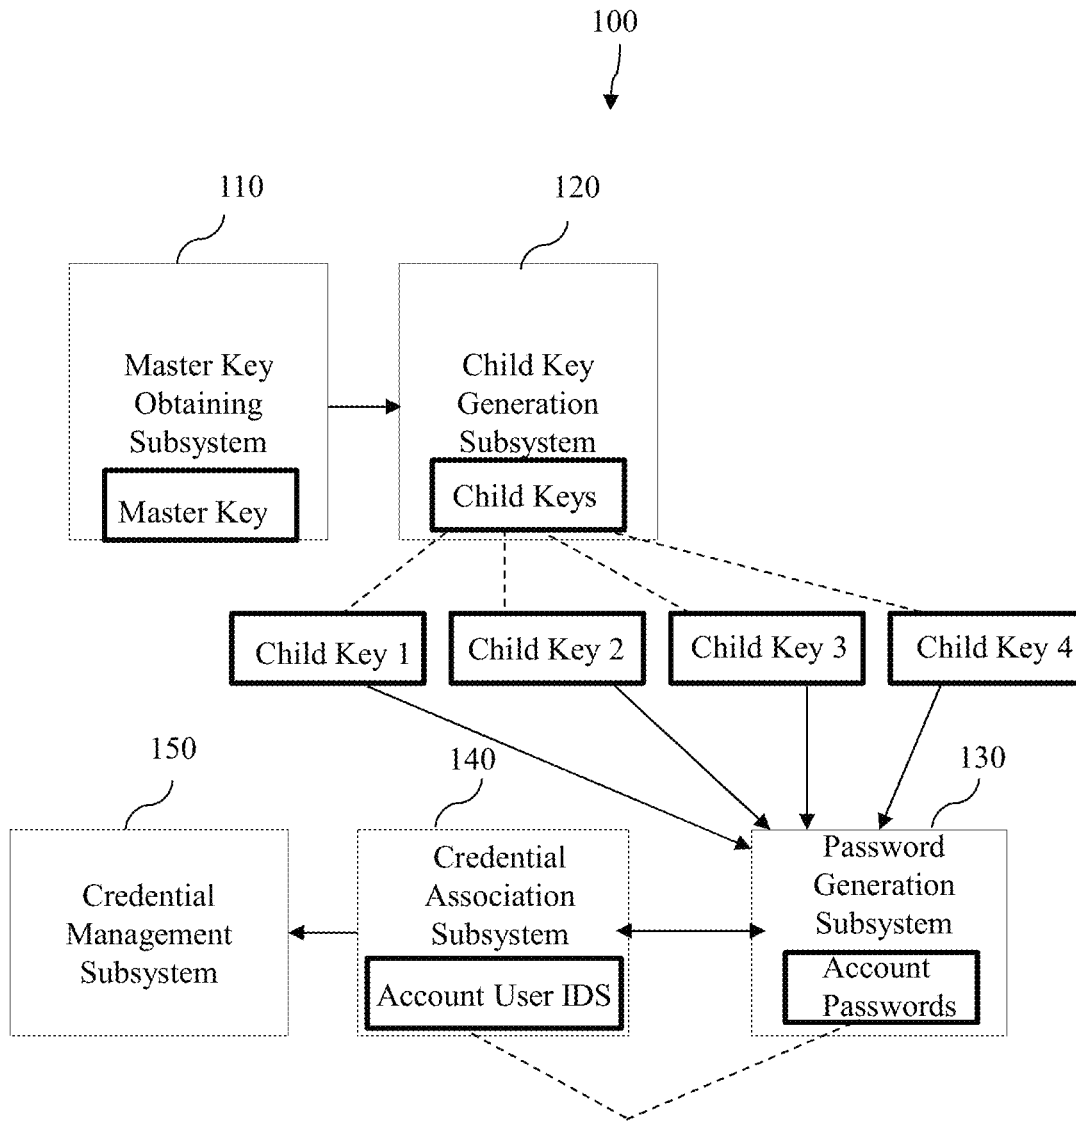 100
110
120
Master Key
Obtaining
Subsystem
Master Key
Child Key
Generation
Subsystem
Child Keys
Child Key 1
Child Key 2
Child Key 3
Child Key 4
150
140
130
Credential
Management
Subsystem
Credential
Association
Subsystem
Account User IDS
Password
Generation
Subsystem
Account
Passwords